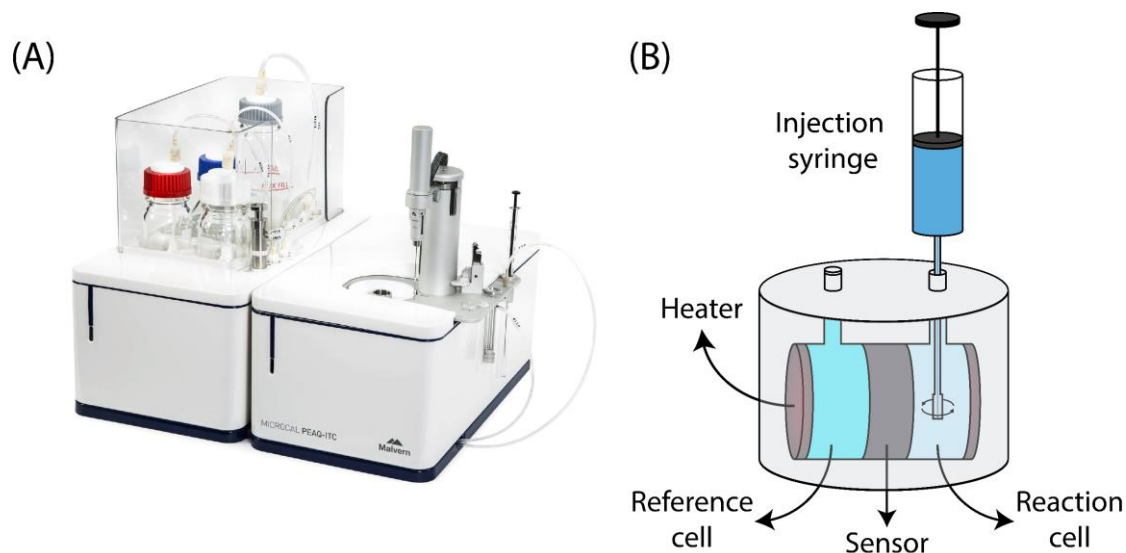 (A)
(B)
Injection
syringe
Heater
MICROCAL PEAQ-ITC
Malvern
Reference
cell
Sensor
Reaction
cell